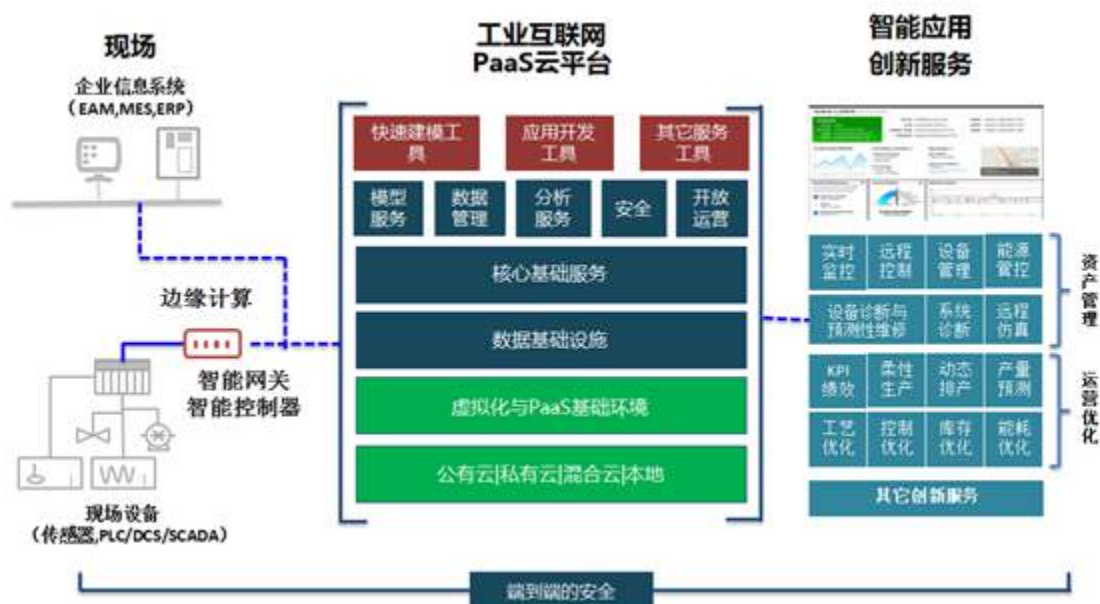 现场
企业信息系统
（EAM,MES,ERP）
边缘计算
智能网关
智能控制器
现场设备
（传感器,PLC/DCS/SCADA）
工业互联网
PaaS云平台
快速建模工
具
应用开发
工具
其它服务
工具
模型
服务
数据
管理
分析
服务
安全
开放
运营
核心基础服务
数据基础设施
虚拟化与PaaS基础环境
公有云|私有云|混合云|本地
智能应用
创新服务
实时
监控
远程
控制
设备
管理
能源
管控
设备诊断与
预测性维修
系统
诊断
远程
仿真
资产管理
KPI
绩效
柔性
生产
动态
排产
产量
预测
工艺
优化
控制
优化
库存
优化
能耗
优化
运营优化
其它创新服务
端到端的安全